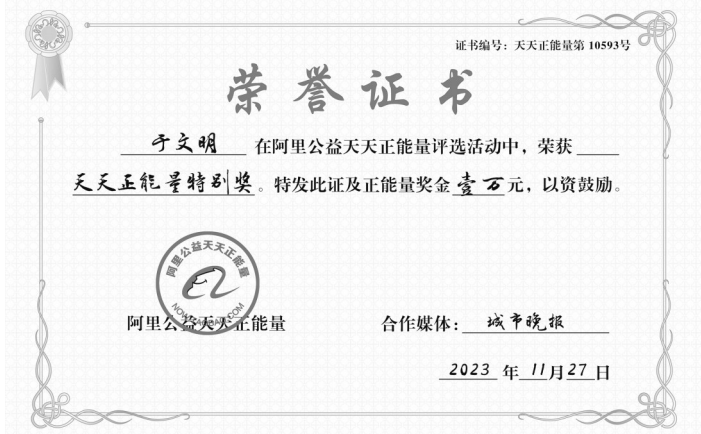 证书编号：天天正能量第 10593号
荣誉证书
于文明 在阿里公益天天正能量评选活动中，荣获
天天正能量特别奖。特发此证及正能量奖金壹万元，以资鼓励。
阿里公益天天正能量
阿里公益天天正能量
合作媒体：城市晚报
2023 年 11月27日